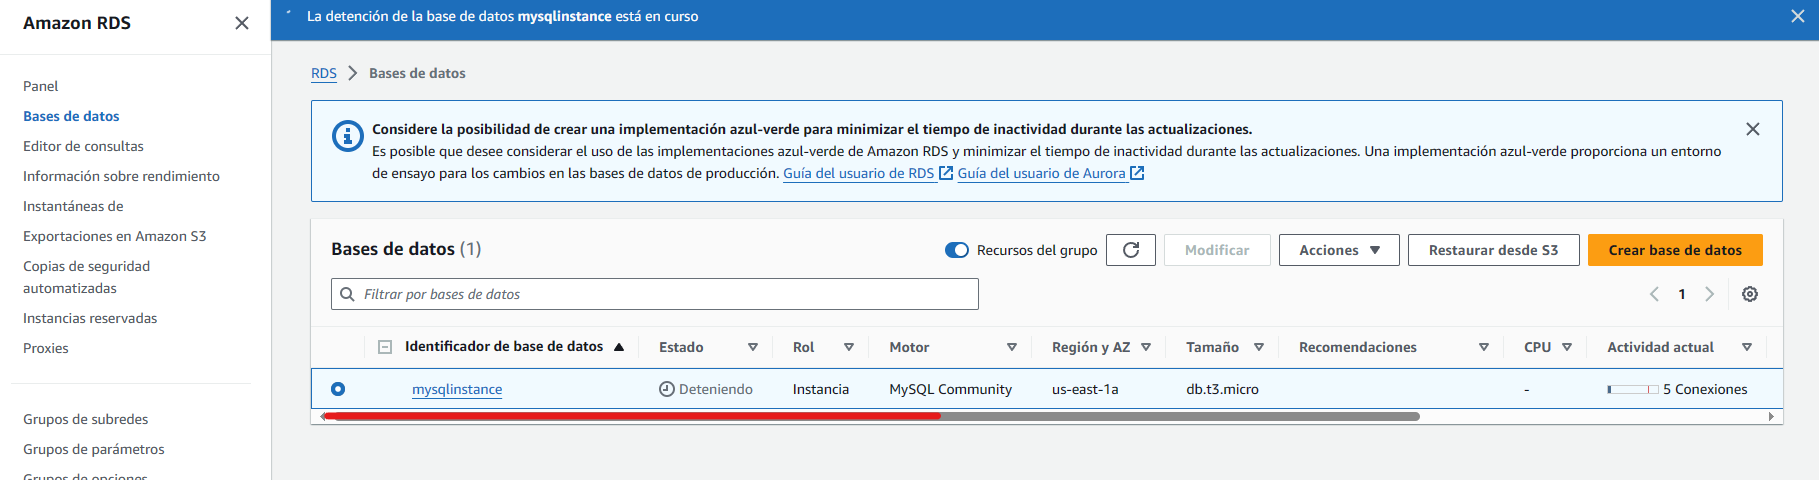 Amazon RDS
Panel
Bases de datos
Editor de consultas
Información sobre rendimiento
Instantáneas de
Exportaciones en Amazon S3
Copias de seguridad
automatizadas
Instancias reservadas
Proxies
Grupos de subredes
Grupos de parámetros
Grupos de opciones
La detención de la base de datos mysqlinstance está en curso
RDS > Bases de datos
Considere la posibilidad de crear una implementación azul-verde para minimizar el tiempo de inactividad durante las actualizaciones.
Es posible que desee considerar el uso de las implementaciones azul-verde de Amazon RDS y minimizar el tiempo de inactividad durante las actualizaciones. Una implementación azul-verde proporciona un entorno
de ensayo para los cambios en las bases de datos de producción. Guía del usuario de RDS Guía del usuario de Aurora
Bases de datos (1) Recursos del grupo Modificar Acciones Restaurar desde S3 Crear base de datos
Filtrar por bases de datos 1
Identificador de base de datos Estado Rol Motor Región y AZ Tamaño Recomendaciones CPU Actividad actual
mysqlinstance Deteniendo Instancia MySQL Community us-east-1a db.t3.micro - 5 Conexiones